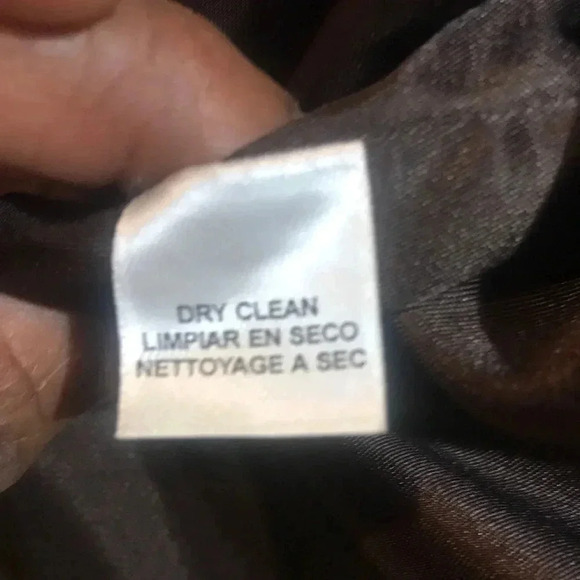 DRY CLEAN
LIMPIAR EN SECO
NETTOYAGE A SEC